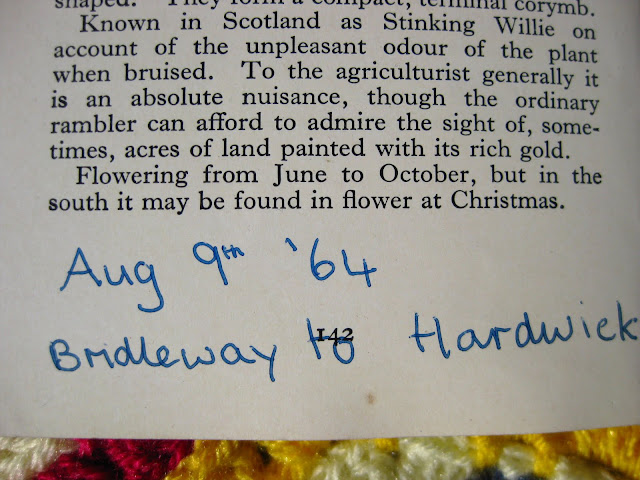 shaped. They form a compact, terminal corymb.
Known in Scotland as Stinking Willie on
account of the unpleasant odour of the plant
when bruised. To the agriculturist generally it
is an absolute nuisance, though the ordinary
rambler can afford to admire the sight of, some-
times, acres of land painted with its rich gold.
Flowering from June to October, but in the
south it may be found in flower at Christmas.
Aug 9th '64
142
Bridleway to Hardwick